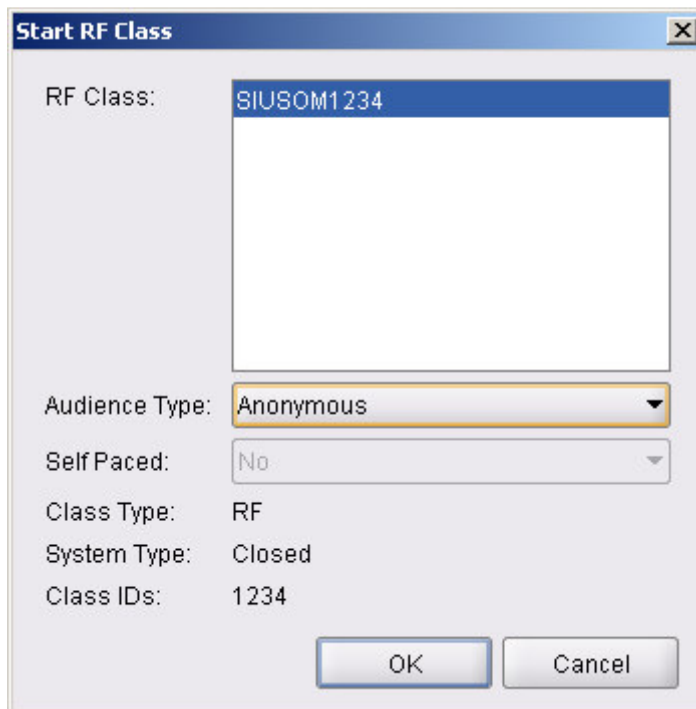 Start RF Class
RF Class:
SIUSOM1234
Audience Type: Anonymous
Self Paced: No
Class Type: RF
System Type: Closed
Class IDs: 1234
OK Cancel